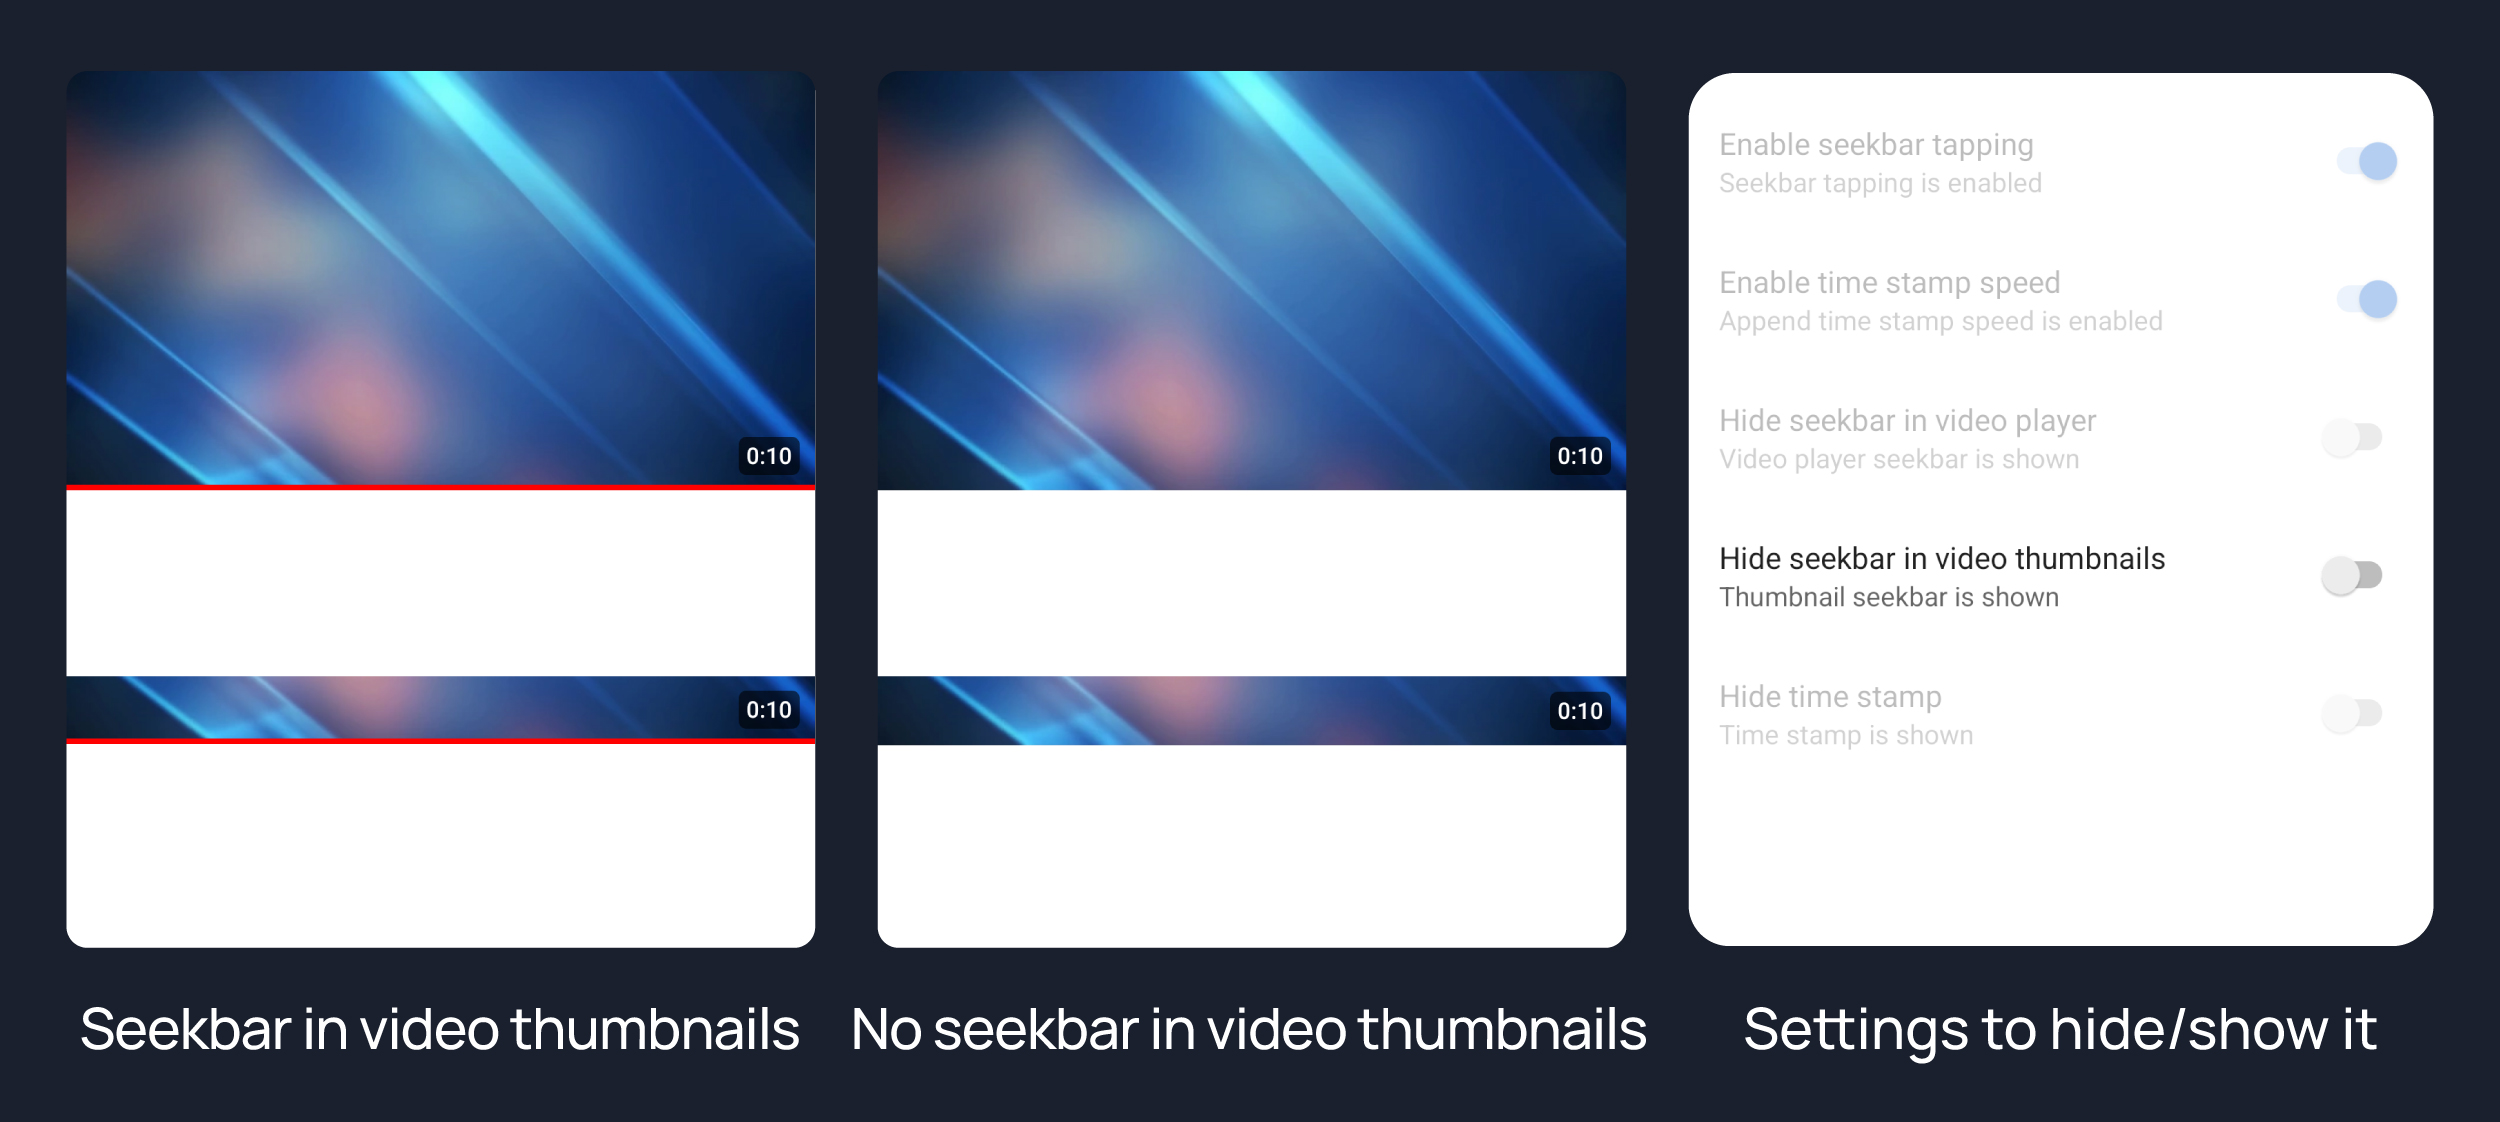 0:10
0:10
Seekbar in video thumbnails
0:10
0:10
No seekbar in video thumbnails
Enable seekbar tapping
Seekbar tapping is enabled
Enable time stamp speed
Append time stamp speed is enabled
Hide seekbar in video player
Video player seekbar is shown
Hide seekbar in video thumbnails
Thumbnail seekbar is shown
Hide time stamp
Time stamp is shown
Settings to hide/show it